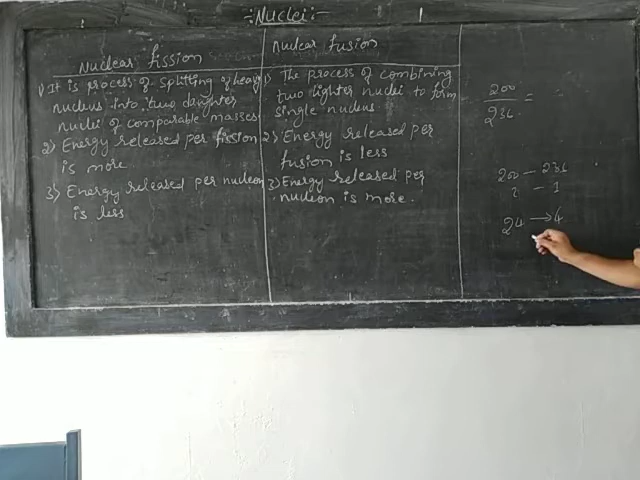 ÷Nuclei:-
Nuclear fission
1) It is process of splitting of heavy
nucleus into two daughter
nuclei of comparable masses
2) Energy released per fission
is more
3) Energy released per nucleon
is less
nuclear fusion
1) The process of combining
two lighter nuclei to form
single nucleus.
2) Energy released per
fusion is less
3) Energy released per
nucleon is more.
200
236 =
200 - 236
? - 1
24 → 4